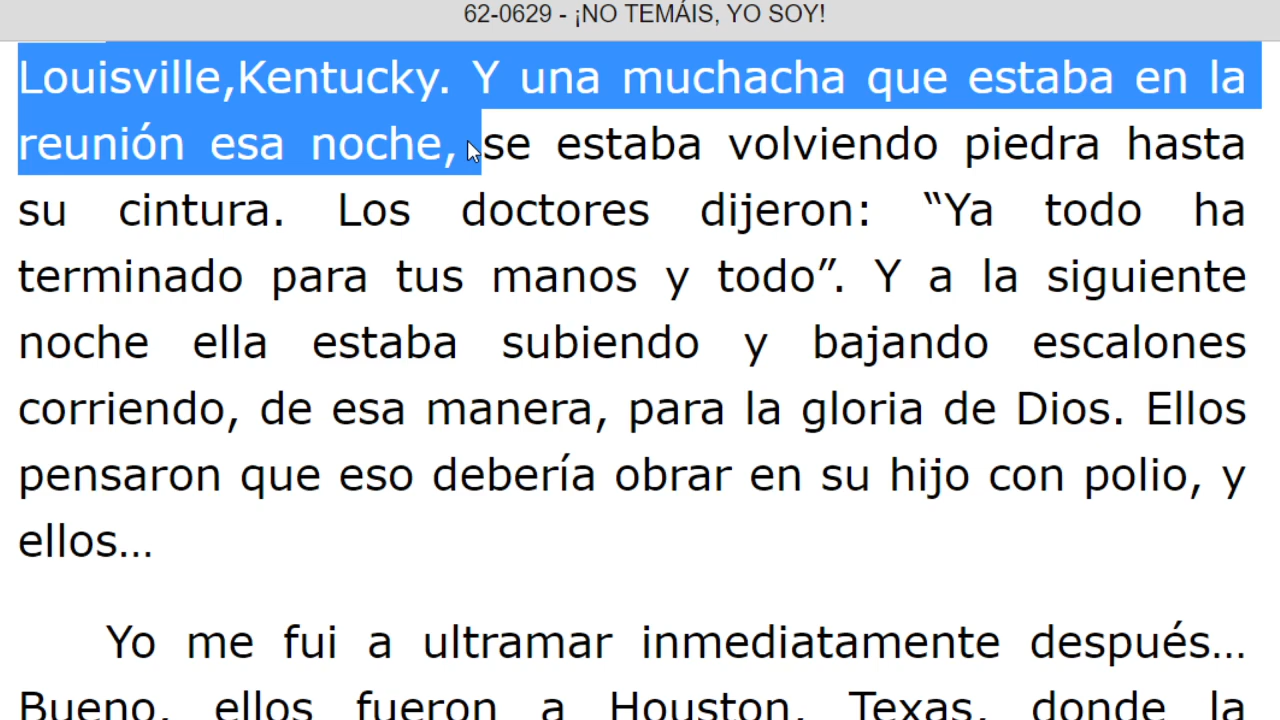 62-0629 - ¡NO TEMÁIS, YO SOY!
Louisville,Kentucky. Y una muchacha que estaba en la
reunión esa noche, se estaba volviendo piedra hasta
su cintura. Los doctores dijeron: “Ya todo ha
terminado para tus manos y todo”. Y a la siguiente
noche ella estaba subiendo y bajando escalones
corriendo, de esa manera, para la gloria de Dios. Ellos
pensaron que eso debería obrar en su hijo con polio, y
ellos…
Yo me fui a ultramar inmediatamente después…
Bueno, ellos fueron a Houston, Texas, donde la